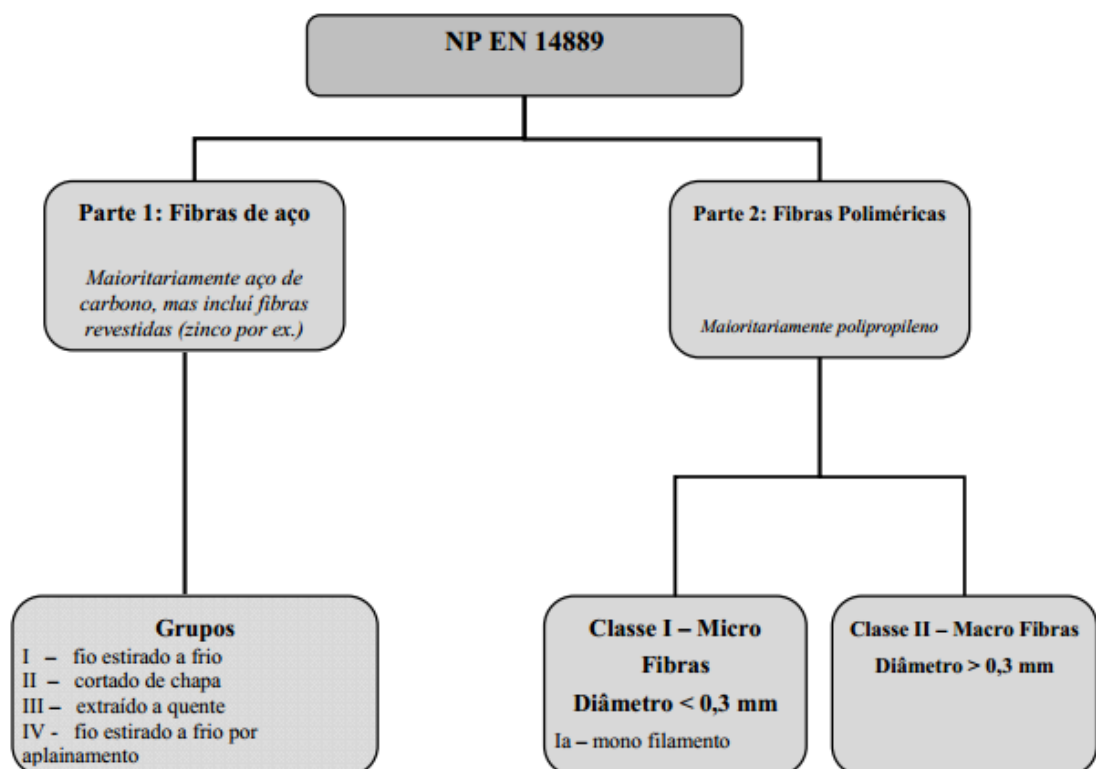 NP EN 14889
Parte 1: Fibras de aço
Maioritariamente aço de
carbono, mas incluí fibras
revestidas (zinco por ex.)
Parte 2: Fibras Poliméricas
Maioritariamente polipropileno
Grupos
I – fio estirado a frio
II – cortado de chapa
III – extraído a quente
IV - fio estirado a frio por
aplainamento
Classe I – Micro
Fibras
Diâmetro < 0,3 mm
Ia – mono filamento
Classe II – Macro Fibras
Diâmetro > 0,3 mm